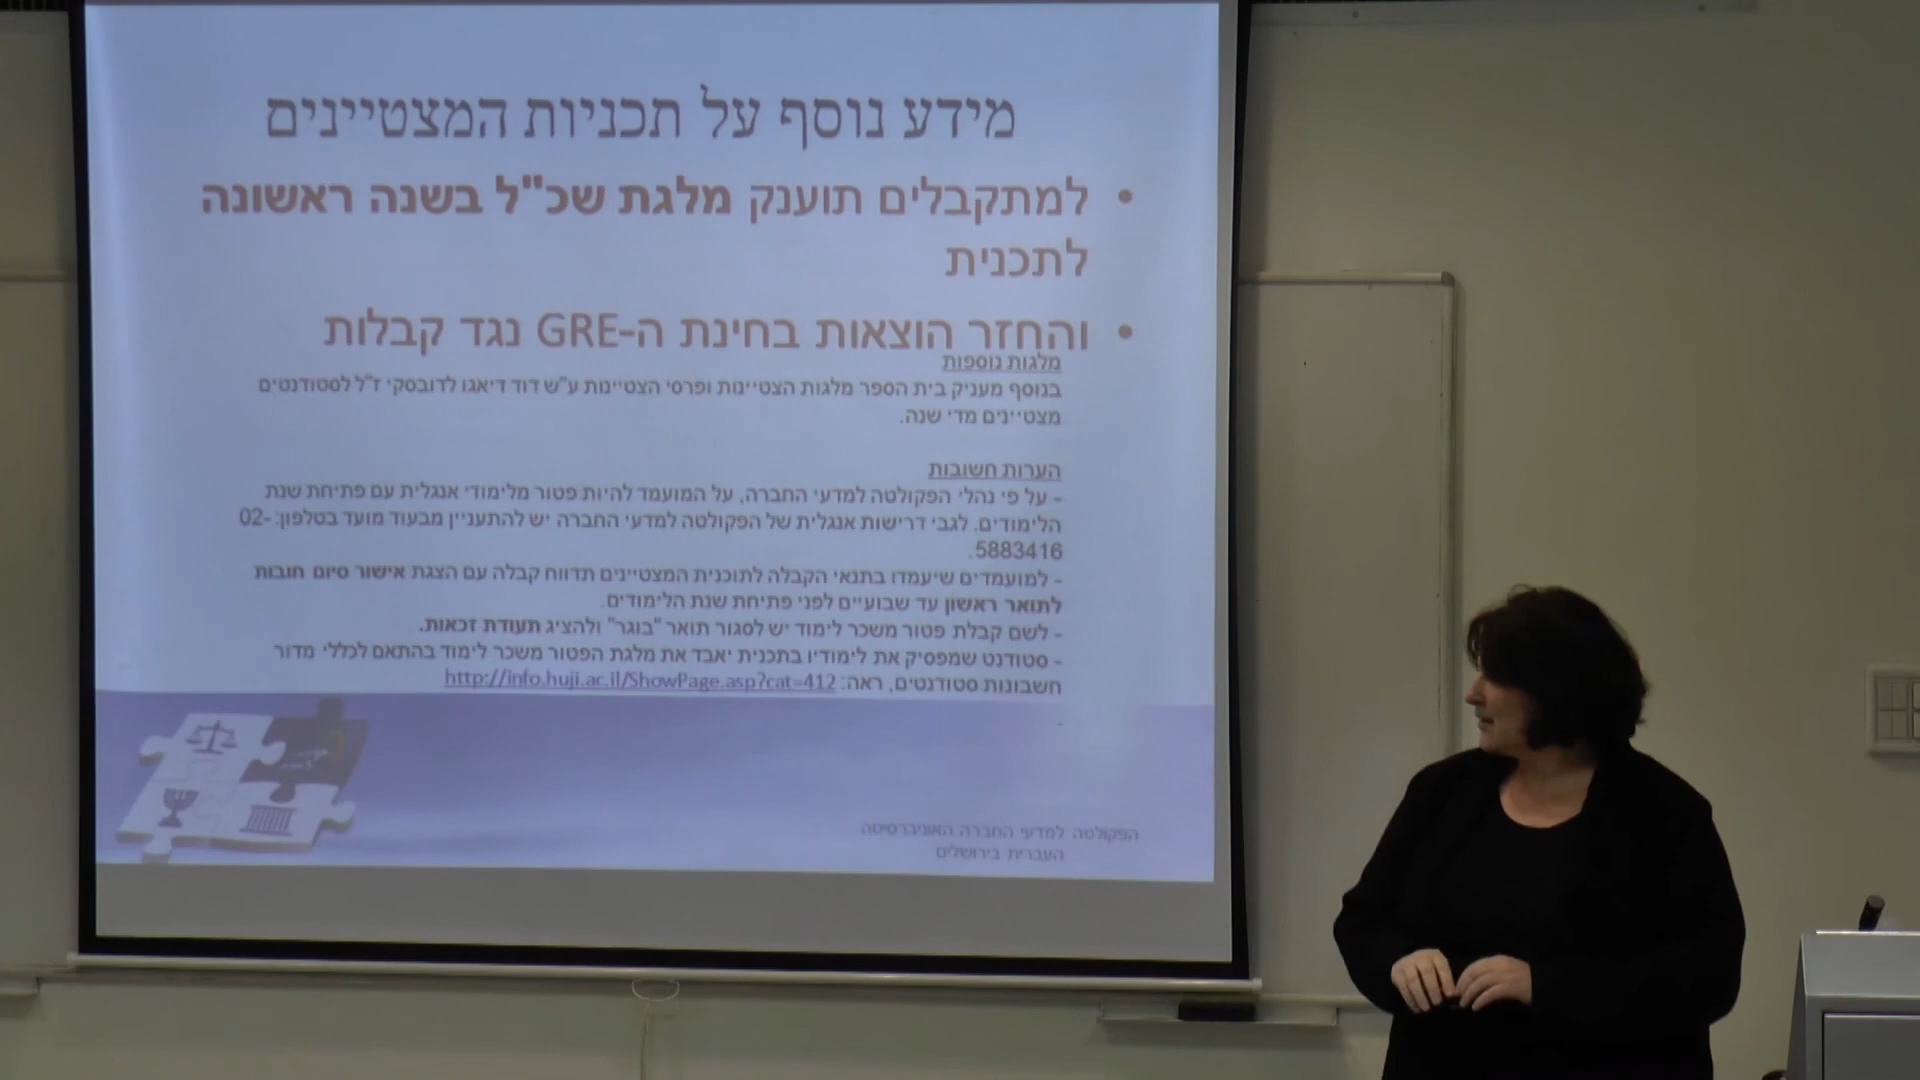 מידע נוסף על תכניות המצטיינים
• למתקבלים תוענק מלגת שכ"ל בשנה ראשונה
לתכנית
• והחזר הוצאות בחינת ה-GRE נגד קבלות
מלגות נוספות
בנוסף מעניק בית הספר מלגות הצטיינות ופרסי הצטיינות ע"ש דוד דיאגו לדובסקי ז"ל לסטודנטים
מצטיינים מדי שנה.
הערות חשובות
- על פי נהלי הפקולטה למדעי החברה, על המועמד להיות פטור מלימודי אנגלית עם פתיחת שנת
הלימודים. לגבי דרישות אנגלית של הפקולטה למדעי החברה יש להתעניין מבעוד מועד בטלפון: 02-
5883416.
- למועמדים שיעמדו בתנאי הקבלה לתוכנית המצטיינים תדווח קבלה עם הצגת אישור סיום חובות
לתואר ראשון עד שבועיים לפני פתיחת שנת הלימודים.
- לשם קבלת פטור משכר לימוד יש לסגור תואר "בוגר" ולהציג תעודת זכאות.
- סטודנט שמפסיק את לימודיו בתכנית יאבד את מלגת הפטור משכר לימוד בהתאם לכללי מדור
חשבונות סטודנטים, ראה: http://info.huji.ac.il/ShowPage.asp?cat=412
הפקולטה למדעי החברה האוניברסיטה
העברית בירושלים